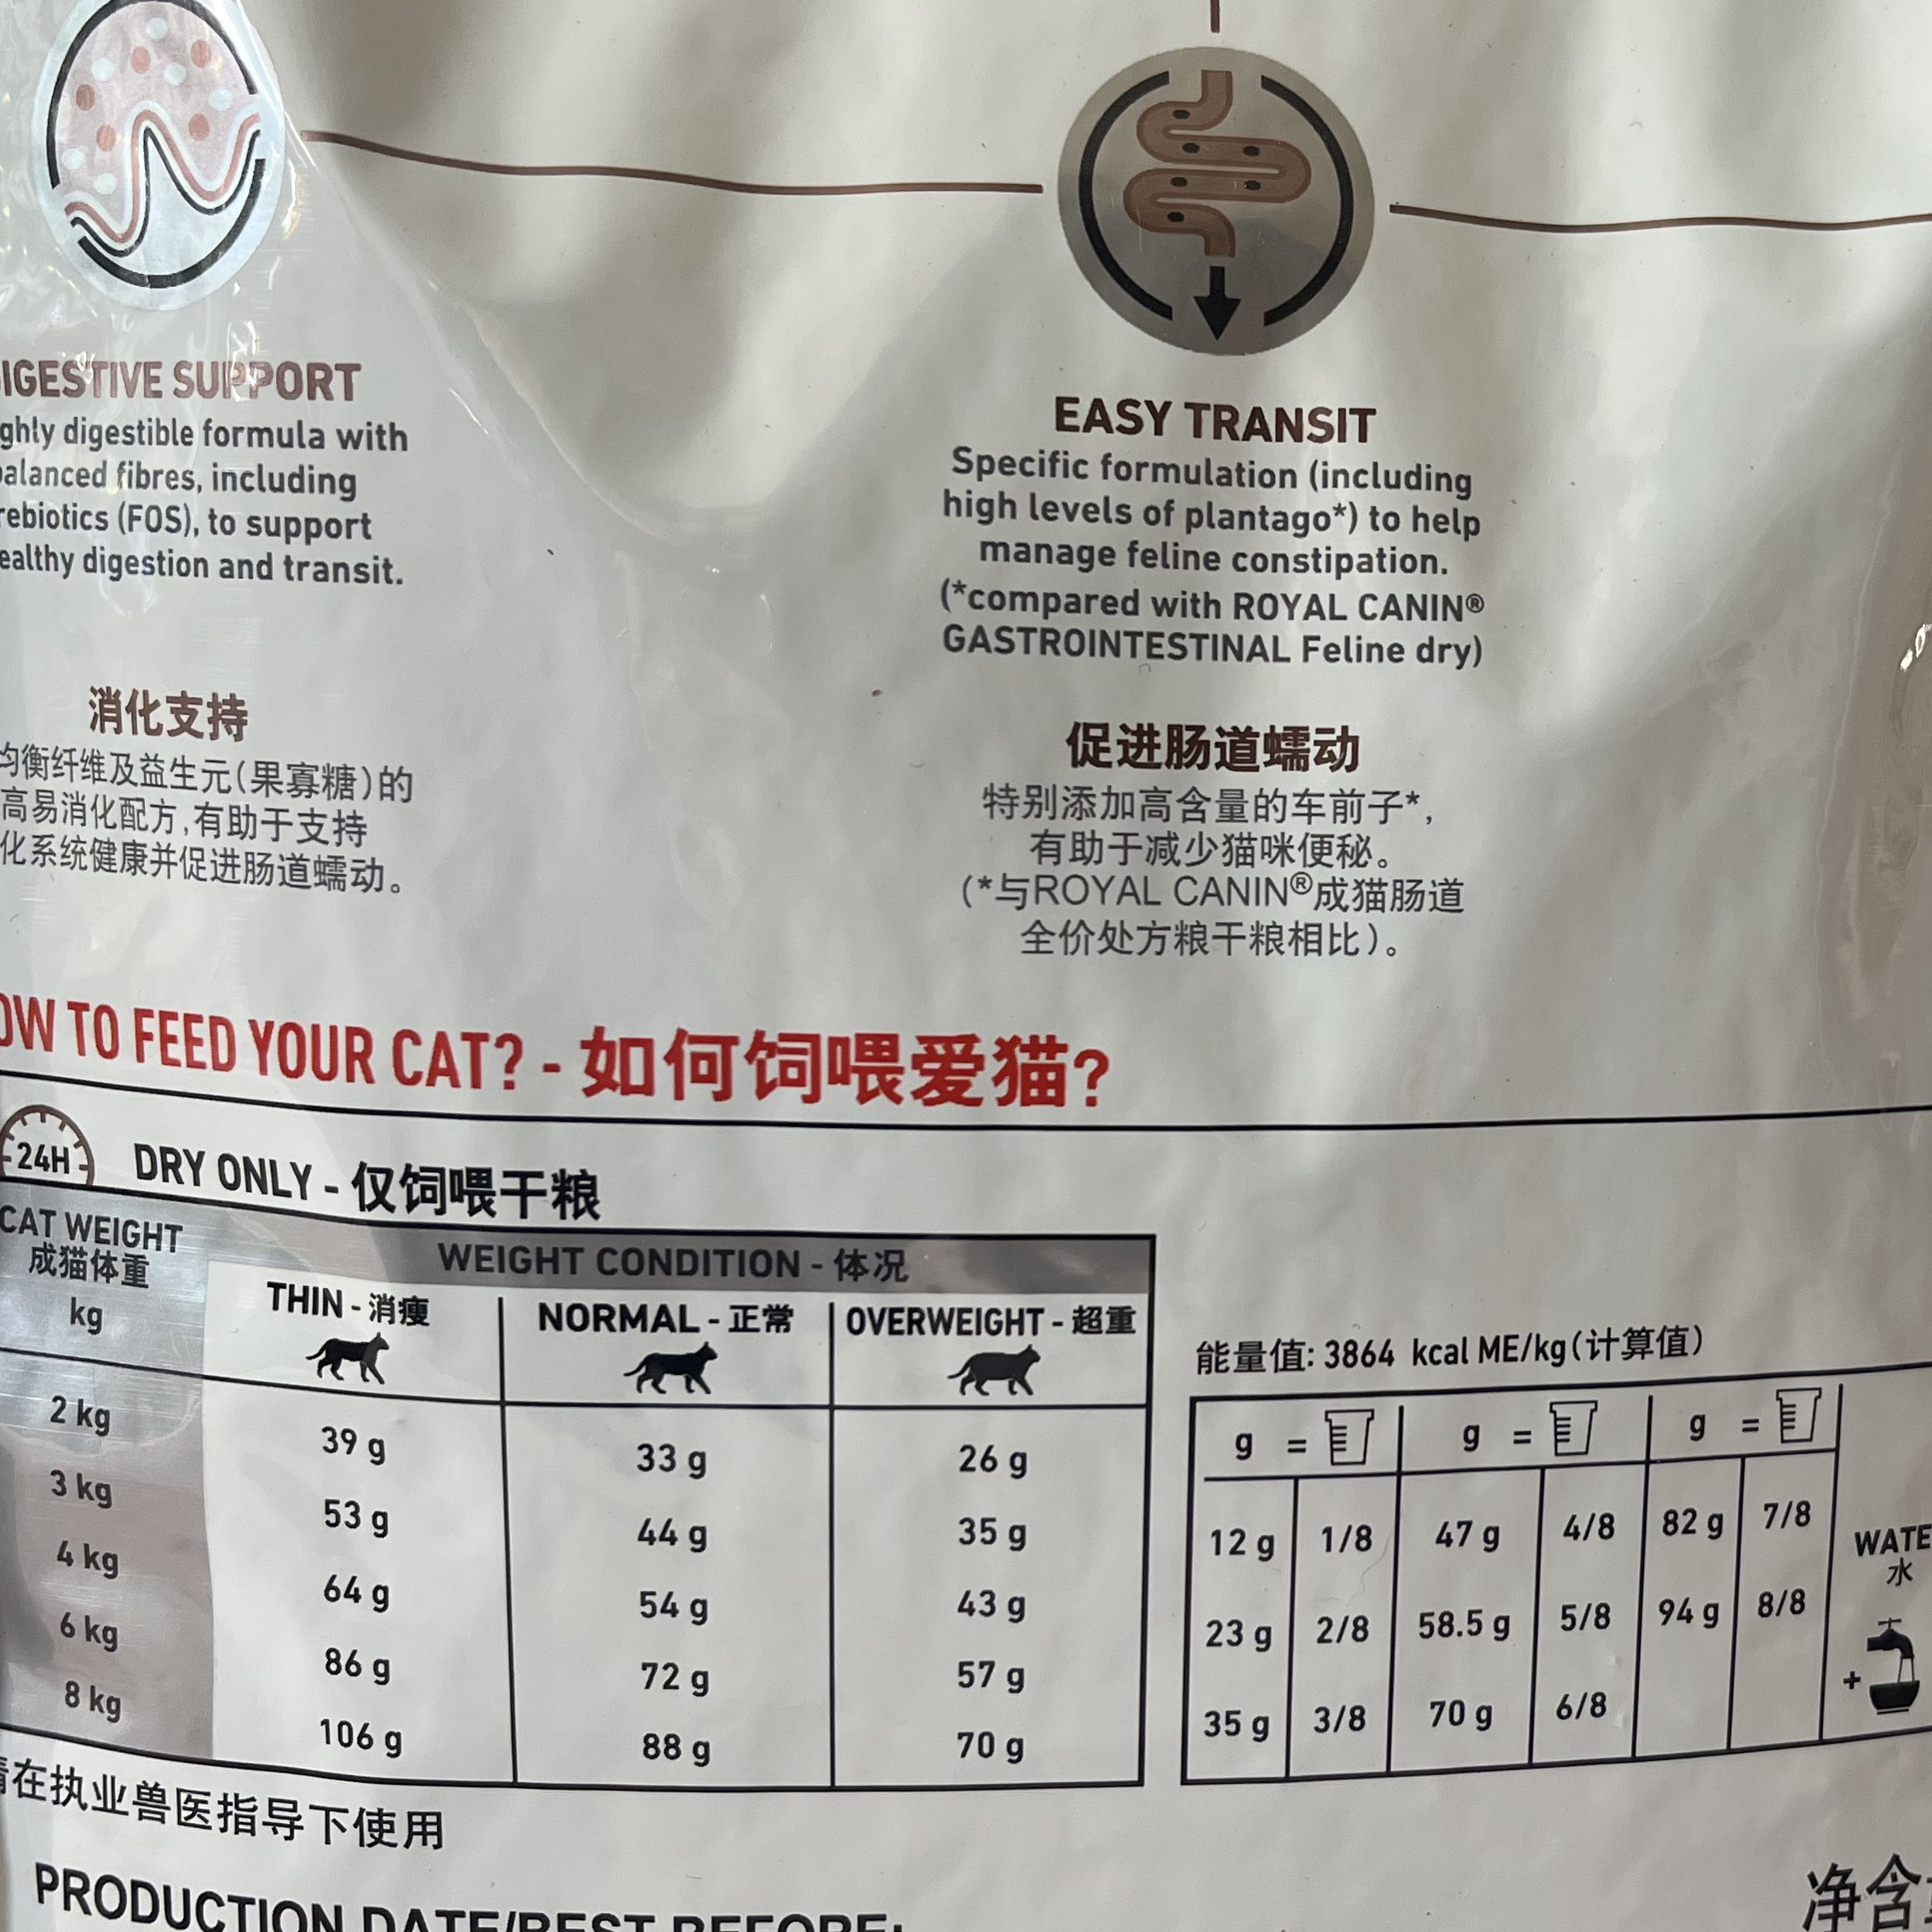 IGESTIVE SUPPORT
ghly digestible formula with
balanced fibres, including
rebiotics (FOS), to support
ealthy digestion and transit.
消化支持
均衡纤维及益生元(果寡糖)的
高易消化配方,有助于支持
化系统健康并促进肠道蠕动。
EASY TRANSIT
Specific formulation (including
high levels of plantago*) to help
manage feline constipation.
(*compared with ROYAL CANIN®
GASTROINTESTINAL Feline dry)
促进肠道蠕动
特别添加高含量的车前子*,
有助于减少猫咪便秘。
(*与ROYAL CANIN®成猫肠道
全价处方粮干粮相比)。
OW TO FEED YOUR CAT? - 如何饲喂爱猫?
24H DRY ONLY - 仅饲喂干粮
CAT WEIGHT
成猫体重
kg
WEIGHT CONDITION - 体况
THIN - 消瘦 NORMAL - 正常 OVERWEIGHT - 超重
2 kg 39 g 33 g 26 g
3 kg 53 g 44 g 35 g
4 kg 64 g 54 g 43 g
6 kg 86 g 72 g 57 g
8 kg 106 g 88 g 70 g
能量值: 3864 kcal ME/kg(计算值)
g = g = g =
12 g 1/8 47 g 4/8 82 g 7/8
23 g 2/8 58.5 g 5/8 94 g 8/8
35 g 3/8 70 g 6/8
WATE
水
+
请在执业兽医指导下使用
PRODUCTION DATE/BEST BEFORE:
净含